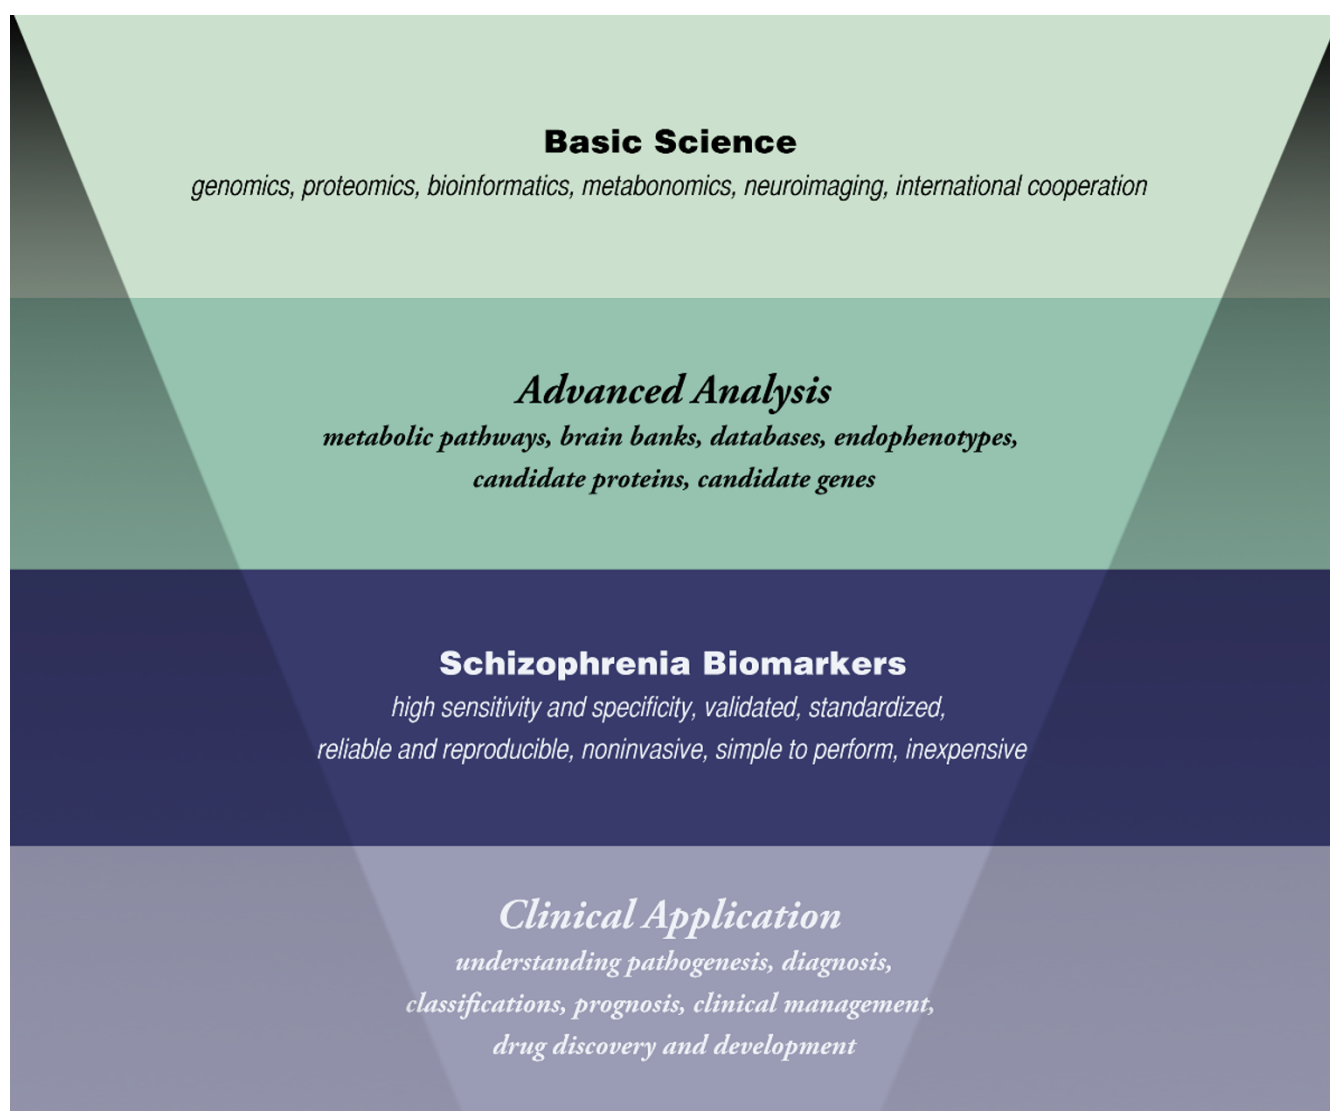 Basic Science
genomics, proteomics, bioinformatics, metabonomics, neuroimaging, international cooperation
Advanced Analysis
metabolic pathways, brain banks, databases, endophenotypes,
candidate proteins, candidate genes
Schizophrenia Biomarkers
high sensitivity and specificity, validated, standardized,
reliable and reproducible, noninvasive, simple to perform, inexpensive
Clinical Application
understanding pathogenesis, diagnosis,
classifications, prognosis, clinical management,
drug discovery and development